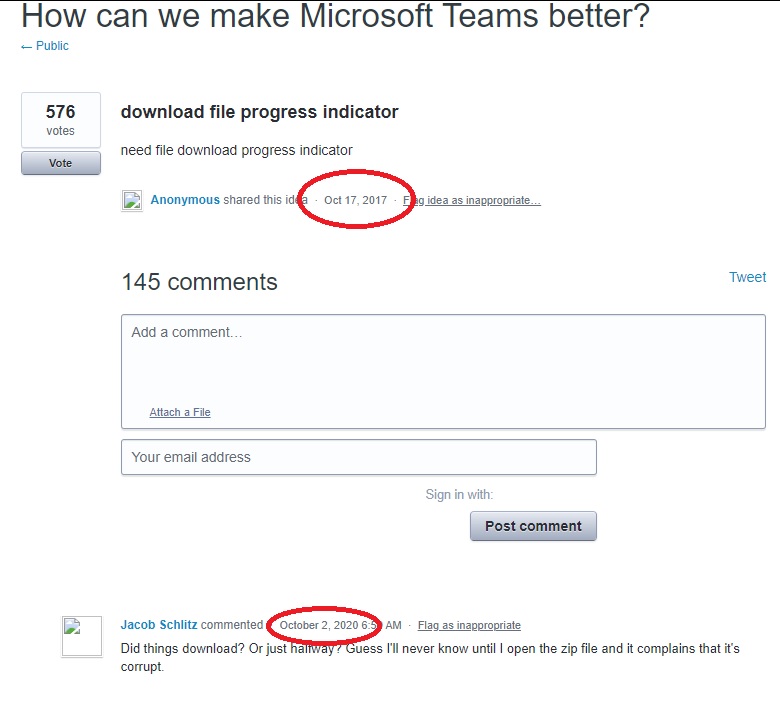 How can we make Microsoft Teams better?
← Public
576
votes
Vote
download file progress indicator
need file download progress indicator
Anonymous shared this idea · Oct 17, 2017 · Flag idea as inappropriate…
145 comments
Tweet
Add a comment…
Attach a File
Your email address
Sign in with:
Post comment
Jacob Schlitz commented · October 2, 2020 AM · Flag as inappropriate
Did things download? Or just halfway? Guess I'll never know until I open the zip file and it complains that it's
corrupt.